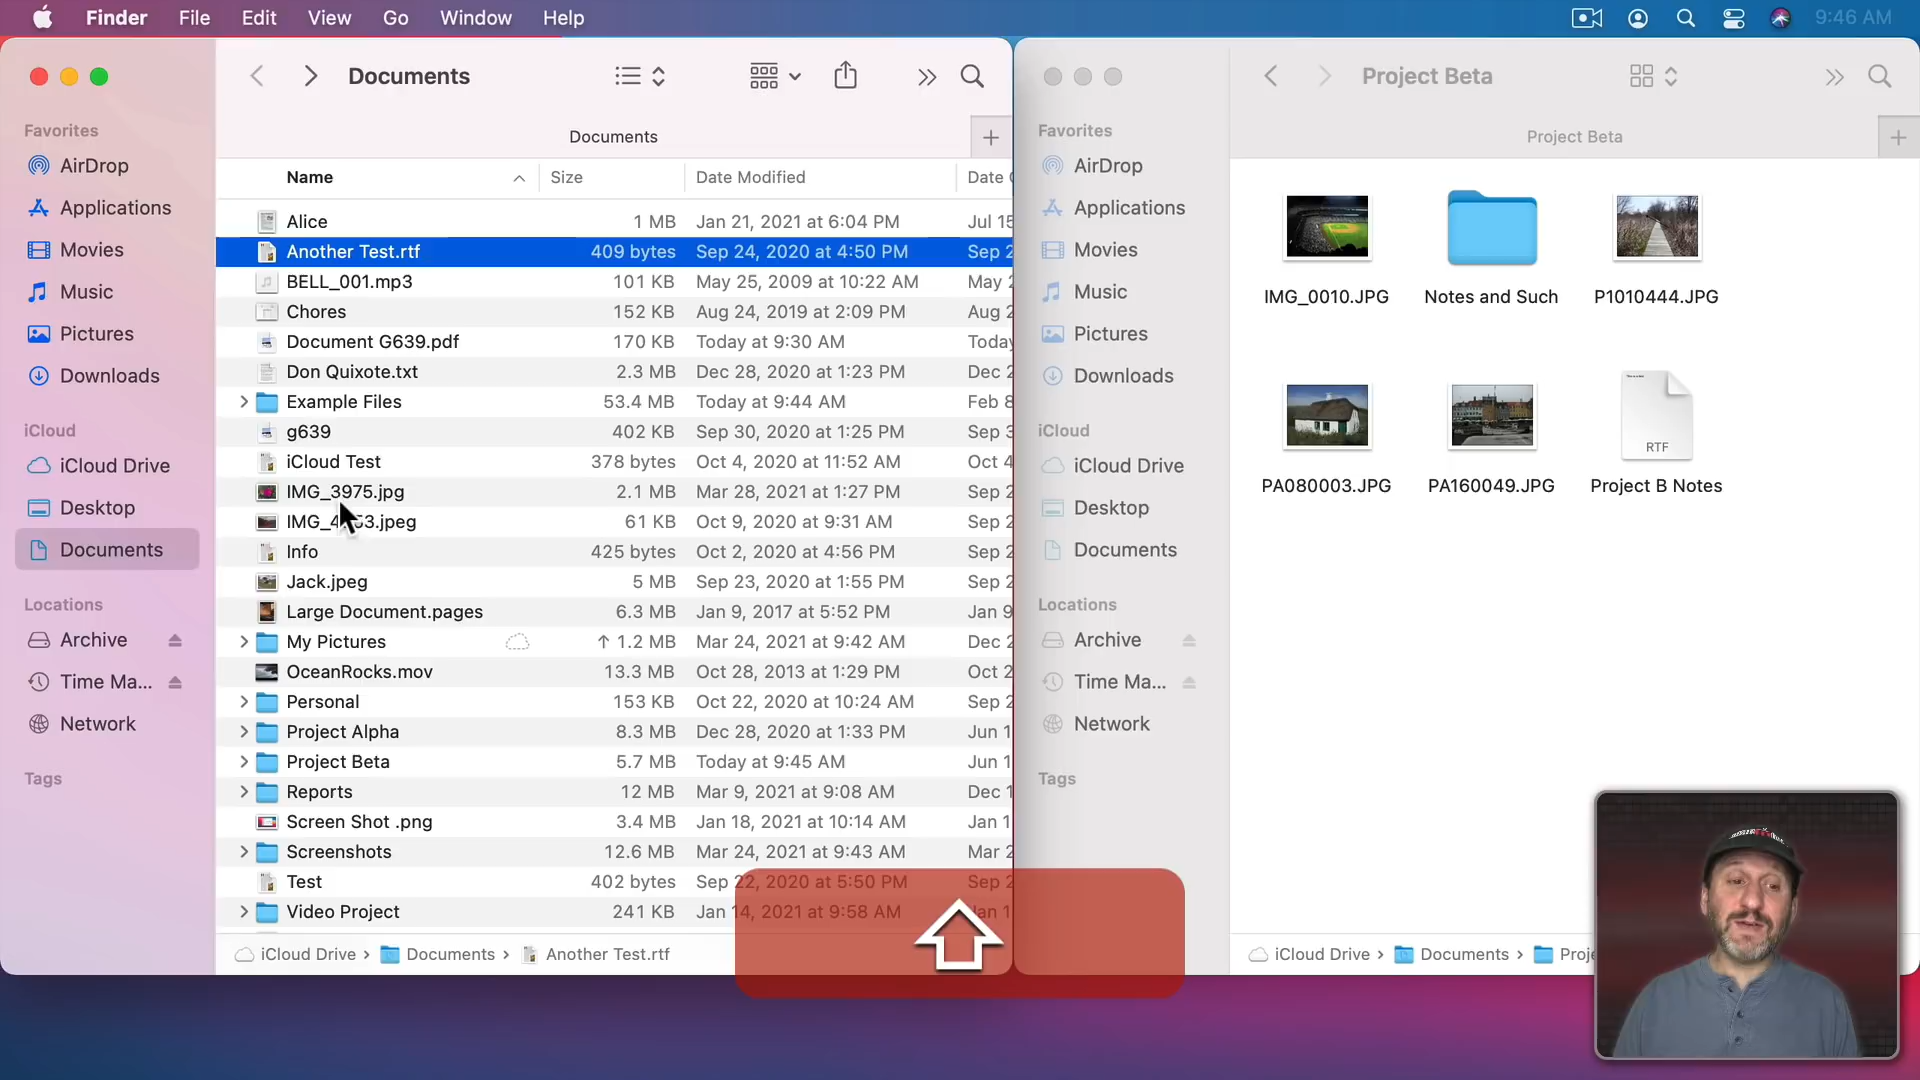 Finder File Edit View Go Window Help 9:46 AM
Documents
Documents
Favorites
AirDrop
Applications
Movies
Music
Pictures
Downloads
iCloud
iCloud Drive
Desktop
Documents
Locations
Archive
Time Ma...
Network
Tags
Name Size Date Modified Date
Alice 1 MB Jan 21, 2021 at 6:04 PM Jul 15
Another Test.rtf 409 bytes Sep 24, 2020 at 4:50 PM Sep 2
BELL_001.mp3 101 KB May 25, 2009 at 10:22 AM May 2
Chores 152 KB Aug 24, 2019 at 2:09 PM Aug 2
Document G639.pdf 170 KB Today at 9:30 AM Today
Don Quixote.txt 2.3 MB Dec 28, 2020 at 1:23 PM Dec 2
Example Files 53.4 MB Today at 9:44 AM Feb 8
g639 402 KB Sep 30, 2020 at 1:25 PM Sep 3
iCloud Test 378 bytes Oct 4, 2020 at 11:52 AM Oct 4
IMG_3975.jpg 2.1 MB Mar 28, 2021 at 1:27 PM Sep 2
61 KB Oct 9, 2020 at 9:31 AM Sep 2
Info 425 bytes Oct 2, 2020 at 4:56 PM Sep 2
Jack.jpeg 5 MB Sep 23, 2020 at 1:55 PM Sep 2
Large Document.pages 6.3 MB Jan 9, 2017 at 5:52 PM Jan 9
My Pictures ↑ 1.2 MB Mar 24, 2021 at 9:42 AM Dec 2
OceanRocks.mov 13.3 MB Oct 28, 2013 at 1:29 PM Oct 2
Personal 153 KB Oct 22, 2020 at 10:24 AM Sep 2
Project Alpha 8.3 MB Dec 28, 2020 at 1:33 PM Jun 1
Project Beta 5.7 MB Today at 9:45 AM Jun 1
Reports 12 MB Mar 9, 2021 at 9:08 AM Dec 1
Screen Shot .png 3.4 MB Jan 18, 2021 at 10:14 AM Jan 1
Screenshots 12.6 MB Mar 24, 2021 at 9:43 AM Mar 2
Test 402 bytes Sep 22, 2020 at 5:50 PM Sep 2
Video Project 241 KB Jan 14, 2021 at 9:58 AM Jan 1
iCloud Drive › Documents › Another Test.rtf
Project Beta
Project Beta
Favorites
AirDrop
Applications
Movies
Music
Pictures
Downloads
iCloud
iCloud Drive
Desktop
Documents
Locations
Archive
Time Ma...
Network
Tags
IMG_0010.JPG Notes and Such P1010444.JPG
RTF
PA080003.JPG PA160049.JPG Project B Notes
iCloud Drive › Documents › Proje